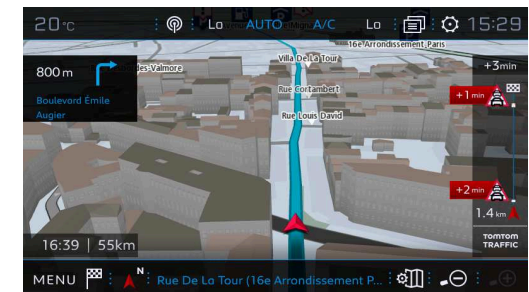 20°C Lo AUTO A/C Lo 15:29
16e Arrondissement Paris
+3min
Villa De La Tour
des-Valmore
800 m
Rue Cortambert
+1 min
Boulevard Émile
Augier
Rue Louis David
+2 min
1.4 km
16:39 | 55km
TOMTOM
TRAFFIC
MENU N Rue De La Tour (16e Arrondissement P...